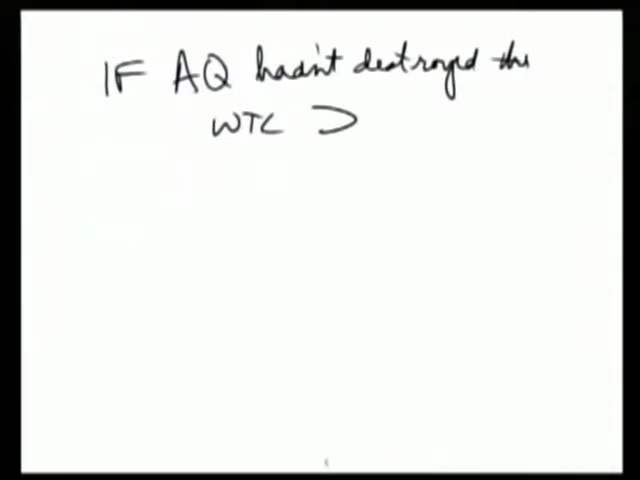 IF AQ hadn't destroyed the
WTC ⊃